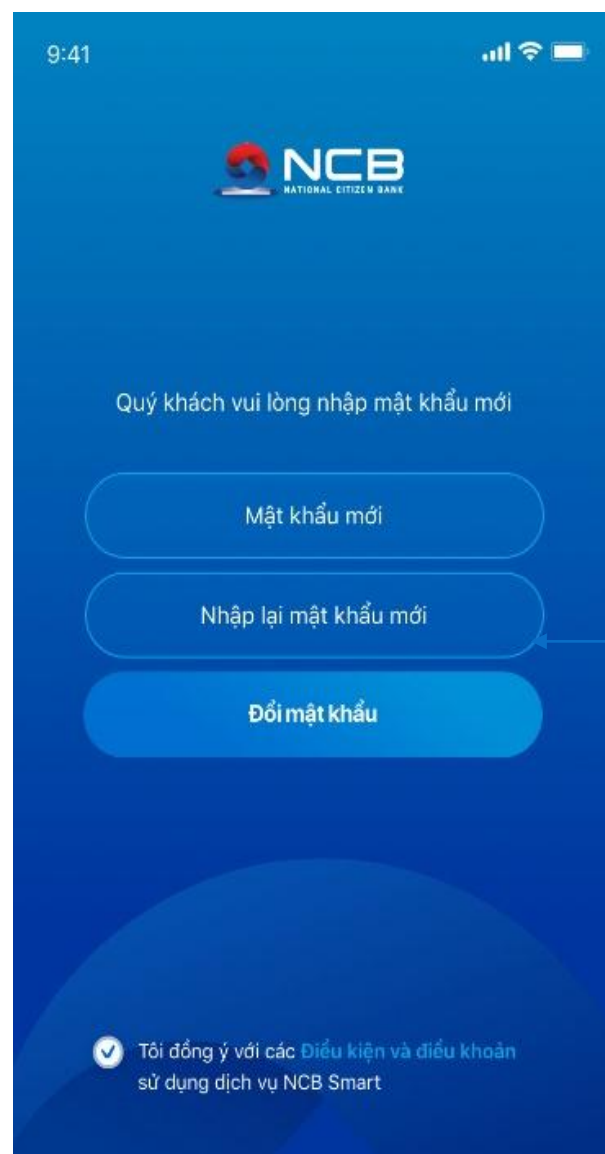 9:41
NCB
NATIONAL CITIZEN BANK
Quý khách vui lòng nhập mật khẩu mới
Mật khẩu mới
Nhập lại mật khẩu mới
Đổi mật khẩu
Tôi đồng ý với các Điều kiện và điều khoản
sử dụng dịch vụ NCB Smart